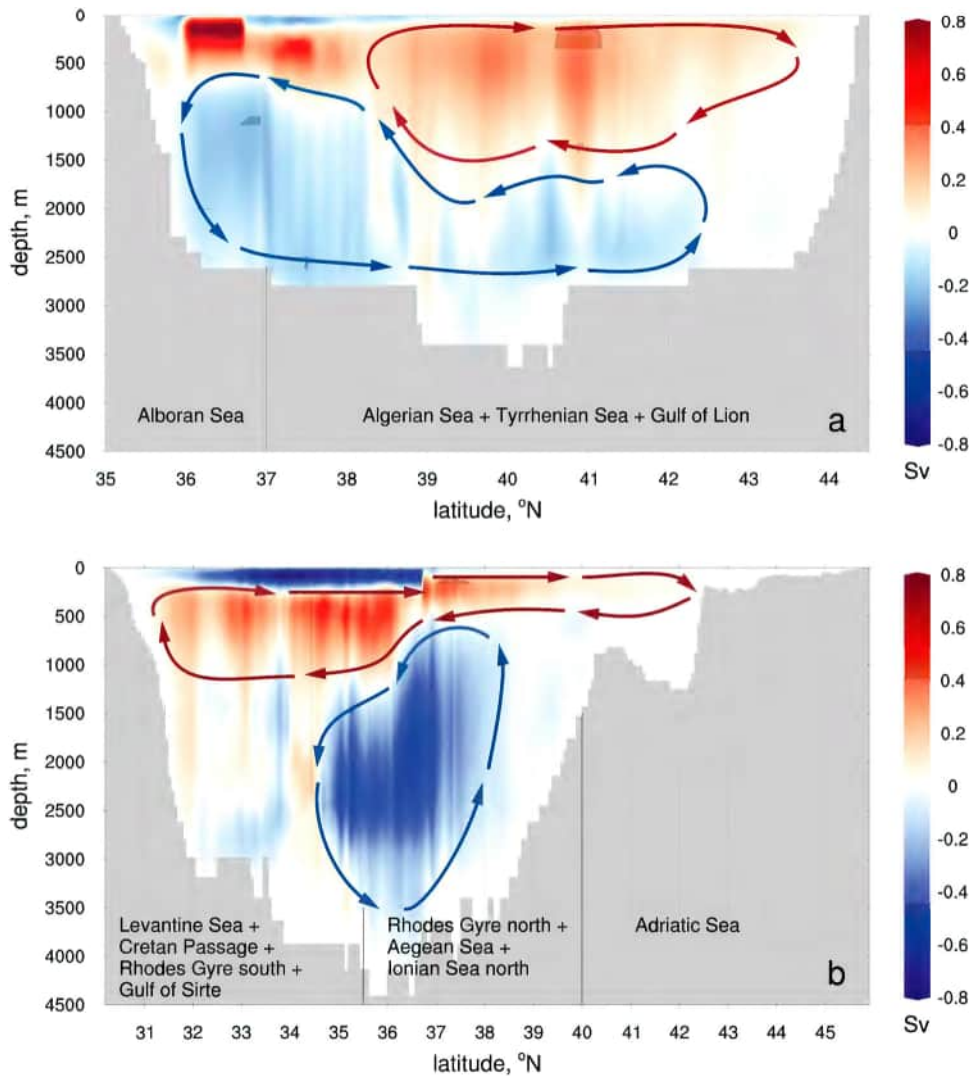 0
500
1000
1500
2000
2500
3000
3500
4000
4500
depth, m
Alboran Sea
Algerian Sea + Tyrrhenian Sea + Gulf of Lion
a
35 36 37 38 39 40 41 42 43 44
latitude, °N
0.8
0.6
0.4
0.2
0
-0.2
-0.4
-0.6
-0.8
Sv
0
500
1000
1500
2000
2500
3000
3500
4000
4500
depth, m
Levantine Sea +
Cretan Passage +
Rhodes Gyre south +
Gulf of Sirte
Rhodes Gyre north +
Aegean Sea +
Ionian Sea north
Adriatic Sea
b
31 32 33 34 35 36 37 38 39 40 41 42 43 44 45
latitude, °N
0.8
0.6
0.4
0.2
0
-0.2
-0.4
-0.6
-0.8
Sv